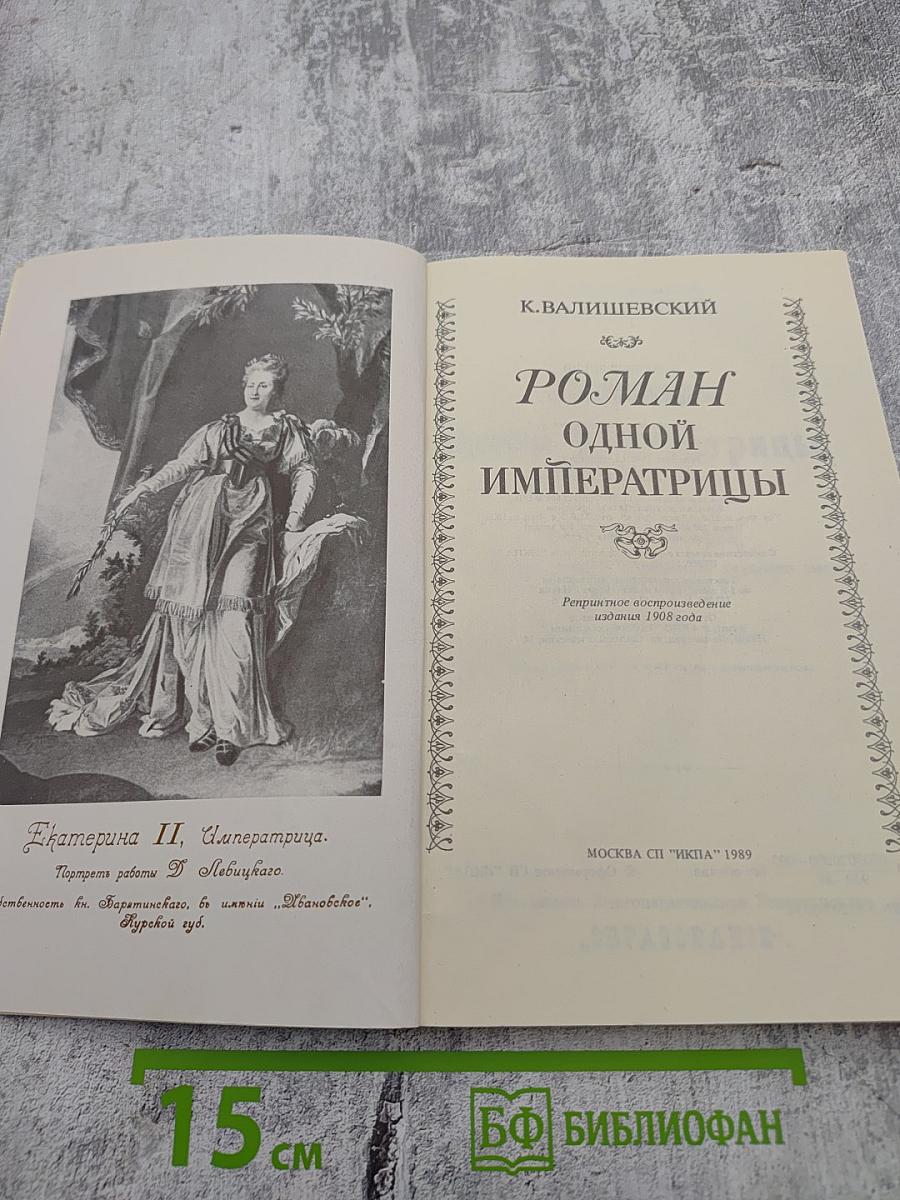 Екатерина II, Императрица.
Портретъ работы Д Левицкаго.
бственность кн. Барятинскаго, въ имѣніи „Ивановское“,
Курской губ.
К. ВАЛИШЕВСКИЙ
РОМАН
ОДНОЙ
ИМПЕРАТРИЦЫ
Репринтное воспроизведение
издания 1908 года
МОСКВА СП "ИКПА" 1989
15 см
БФ БИБЛИОФАН